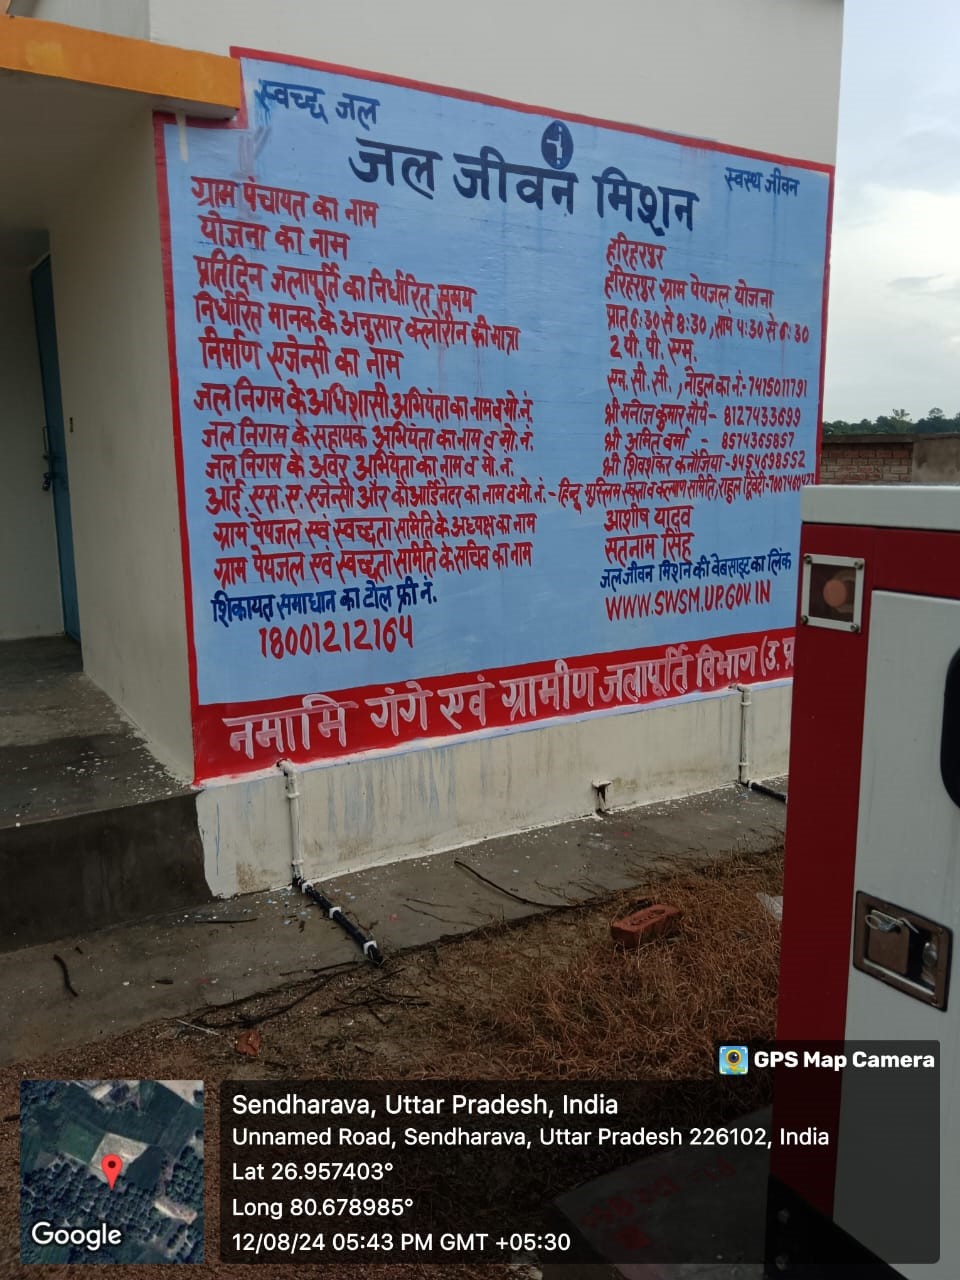 स्वच्छ जल
जल जीवन मिशन
स्वस्थ जीवन
ग्राम पंचायत का नाम हरिहरपुर
योजना का नाम हरिहरपुर ग्राम पेयजल योजना
प्रतिदिन जलापूर्ति का निर्धारित समय प्रात 6:30 से 8:30, सायं 4:30 से 6:30
निर्धारित मानक के अनुसार क्लोरीन की मात्रा 2 पी. पी. एम.
निर्माण एजेन्सी का नाम एन. सी. सी., नोडल का नं:- 7415011791
जल निगम के अधिशासी अभियंता का नाम व मो. नं. श्री मनोज कुमार मौर्य - 8127433699
जल निगम के सहायक अभियंता का नाम व मो. नं. श्री अमित वर्मा - 8574365857
जल निगम के अवर अभियंता का नाम व मो. नं. श्री शिवशंकर कनौजिया - 9454698552
आई. एस. ए. एजेन्सी और कोआर्डिनेटर का नाम व मो. नं. - हिन्दू मुस्लिम एकता व कल्याण समिति, राहुल द्विवेदी -
ग्राम पेयजल एवं स्वच्छता समिति के अध्यक्ष का नाम आशीष यादव
ग्राम पेयजल एवं स्वच्छता समिति के सचिव का नाम सतनाम सिंह
शिकायत समाधान का टोल फ्री नं. जल जीवन मिशन की वेबसाइट का लिंक
18001212164 WWW.SWSM.UP.GOV.IN
नमामि गंगे एवं ग्रामीण जलापूर्ति विभाग (उ. प्र
GPS Map Camera
Sendharava, Uttar Pradesh, India
Unnamed Road, Sendharava, Uttar Pradesh 226102, India
Lat 26.957403°
Long 80.678985°
12/08/24 05:43 PM GMT +05:30
Google